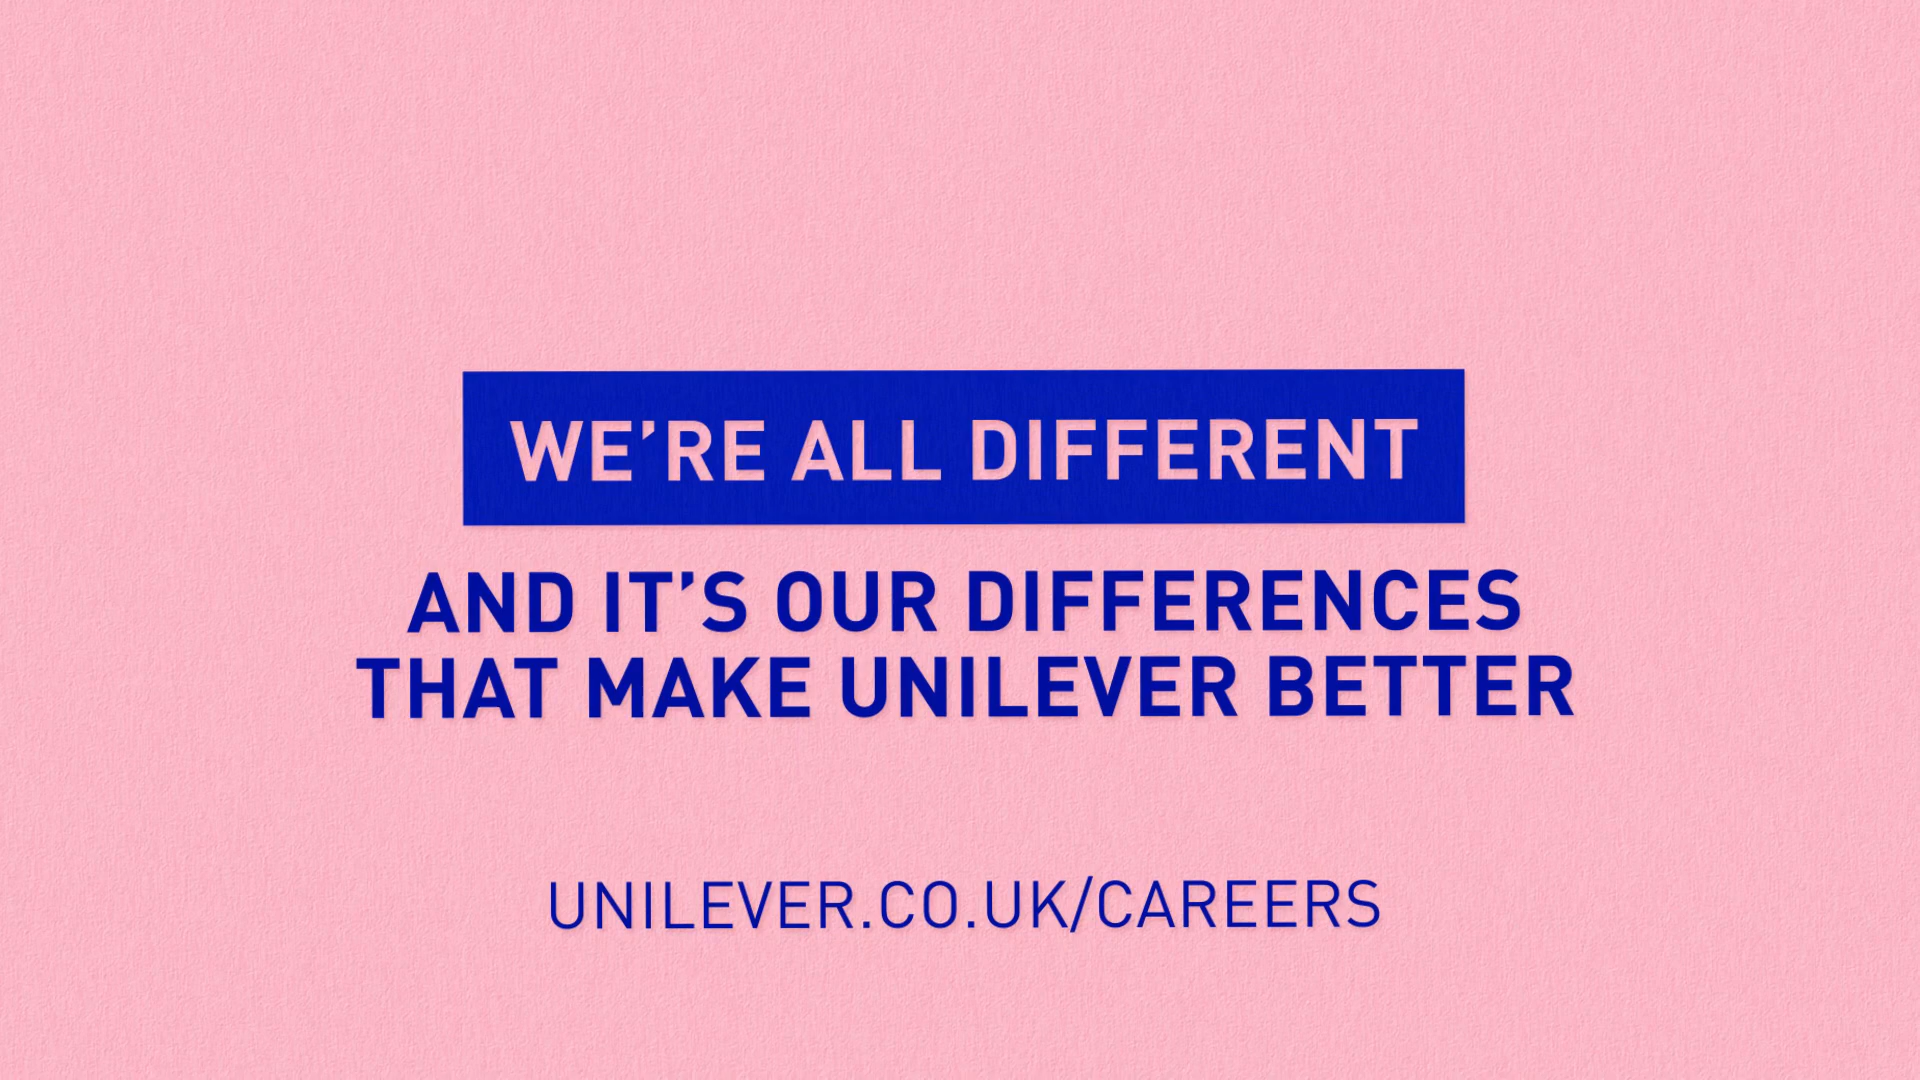 WE’RE ALL DIFFERENT
AND IT’S OUR DIFFERENCES
THAT MAKE UNILEVER BETTER
UNILEVER.CO.UK/CAREERS